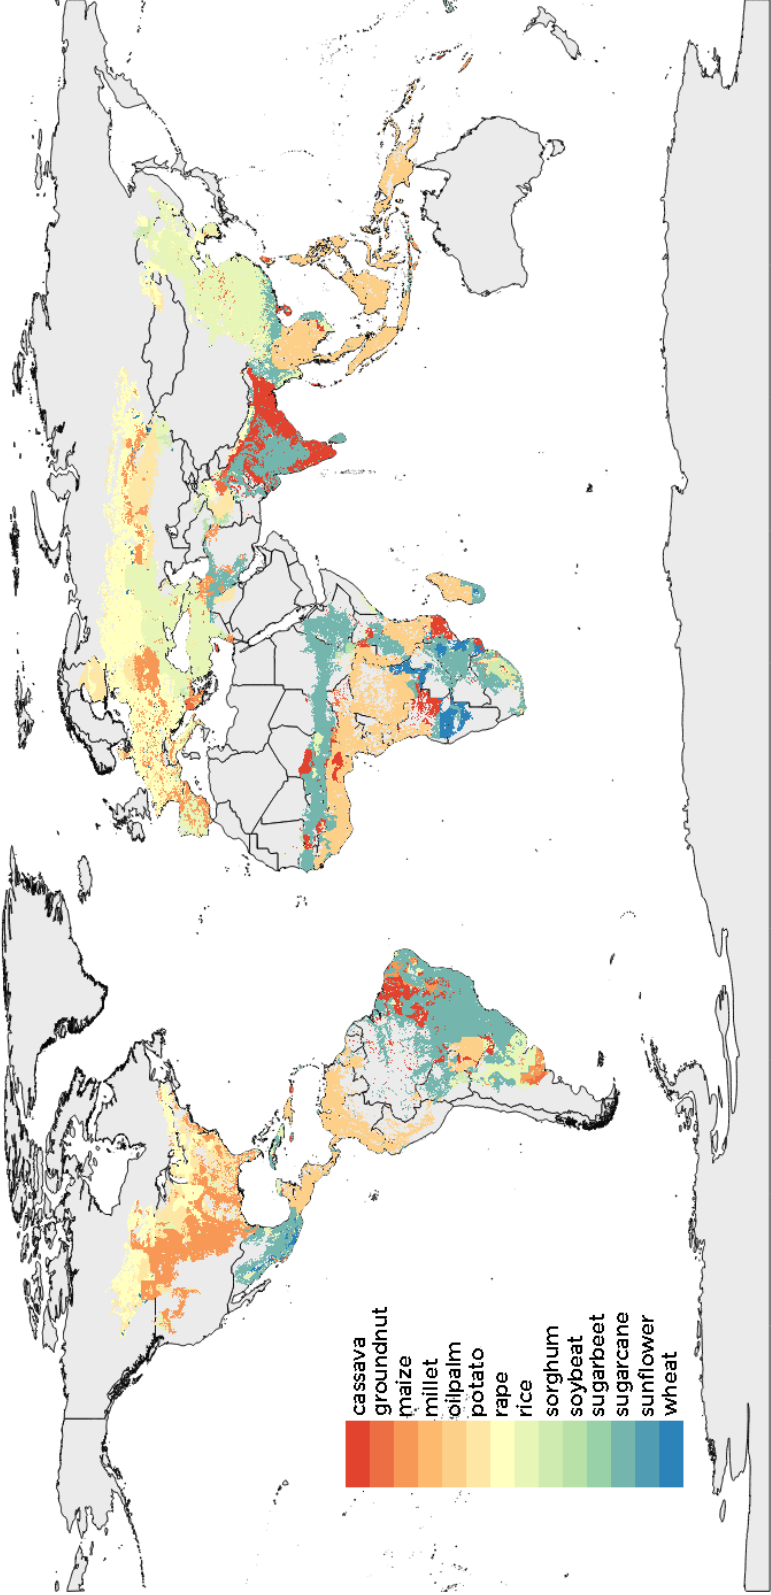 cassava
groundnut
maize
millet
oilpalm
potato
rape
rice
sorghum
soybeat
sugarbeet
sugarcane
sunflower
wheat